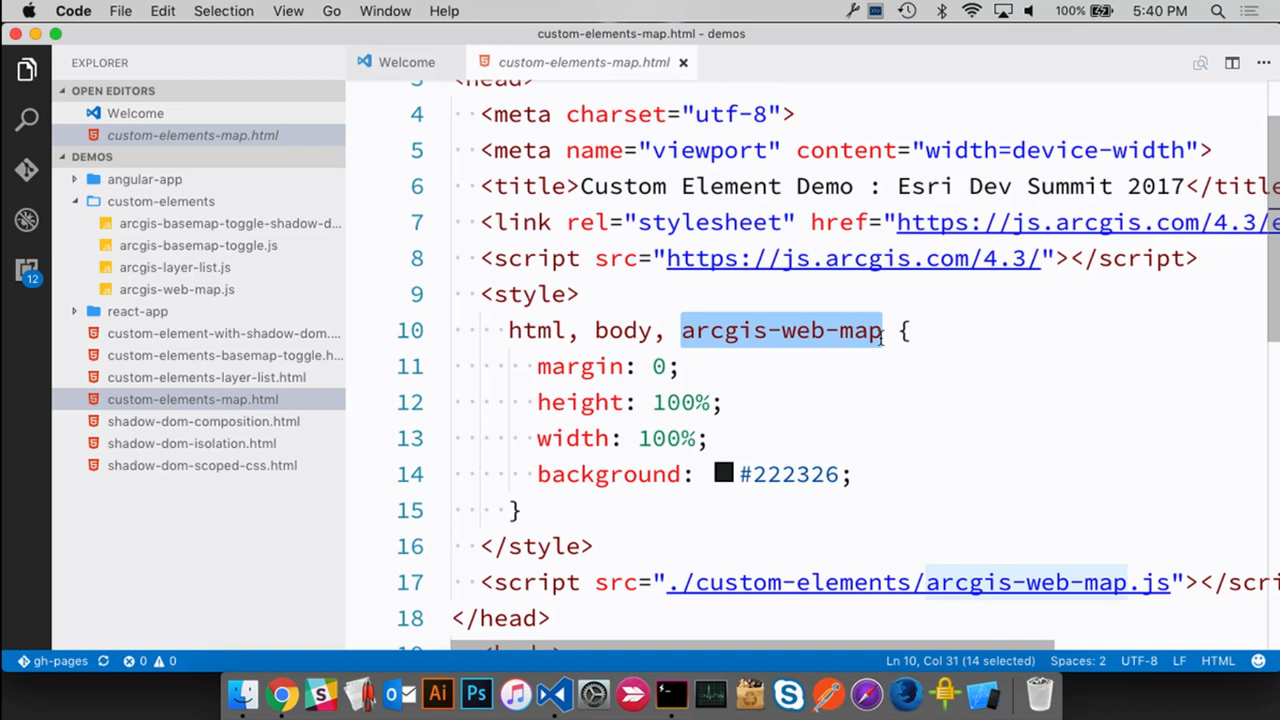 Code File Edit Selection View Go Window Help 100% 5:40 PM
custom-elements-map.html — demos
EXPLORER
Welcome custom-elements-map.html
OPEN EDITORS
Welcome
custom-elements-map.html
DEMOS
angular-app
custom-elements
arcgis-basemap-toggle-shadow-d...
arcgis-basemap-toggle.js
arcgis-layer-list.js
arcgis-web-map.js
react-app
custom-element-with-shadow-dom....
custom-elements-basemap-toggle.h...
custom-elements-layer-list.html
custom-elements-map.html
shadow-dom-composition.html
shadow-dom-isolation.html
shadow-dom-scoped-css.html
12
3 <head>
4 <meta charset="utf-8">
5 <meta name="viewport" content="width=device-width">
6 <title>Custom Element Demo : Esri Dev Summit 2017</title
7 <link rel="stylesheet" href="https://js.arcgis.com/4.3/e
8 <script src="https://js.arcgis.com/4.3/"></script>
9 <style>
10 html, body, arcgis-web-map {
11 margin: 0;
12 height: 100%;
13 width: 100%;
14 background: #222326;
15 }
16 </style>
17 <script src="./custom-elements/arcgis-web-map.js"></scri
18 </head>
gh-pages 0 0 Ln 10, Col 31 (14 selected) Spaces: 2 UTF-8 LF HTML
Ai Ps